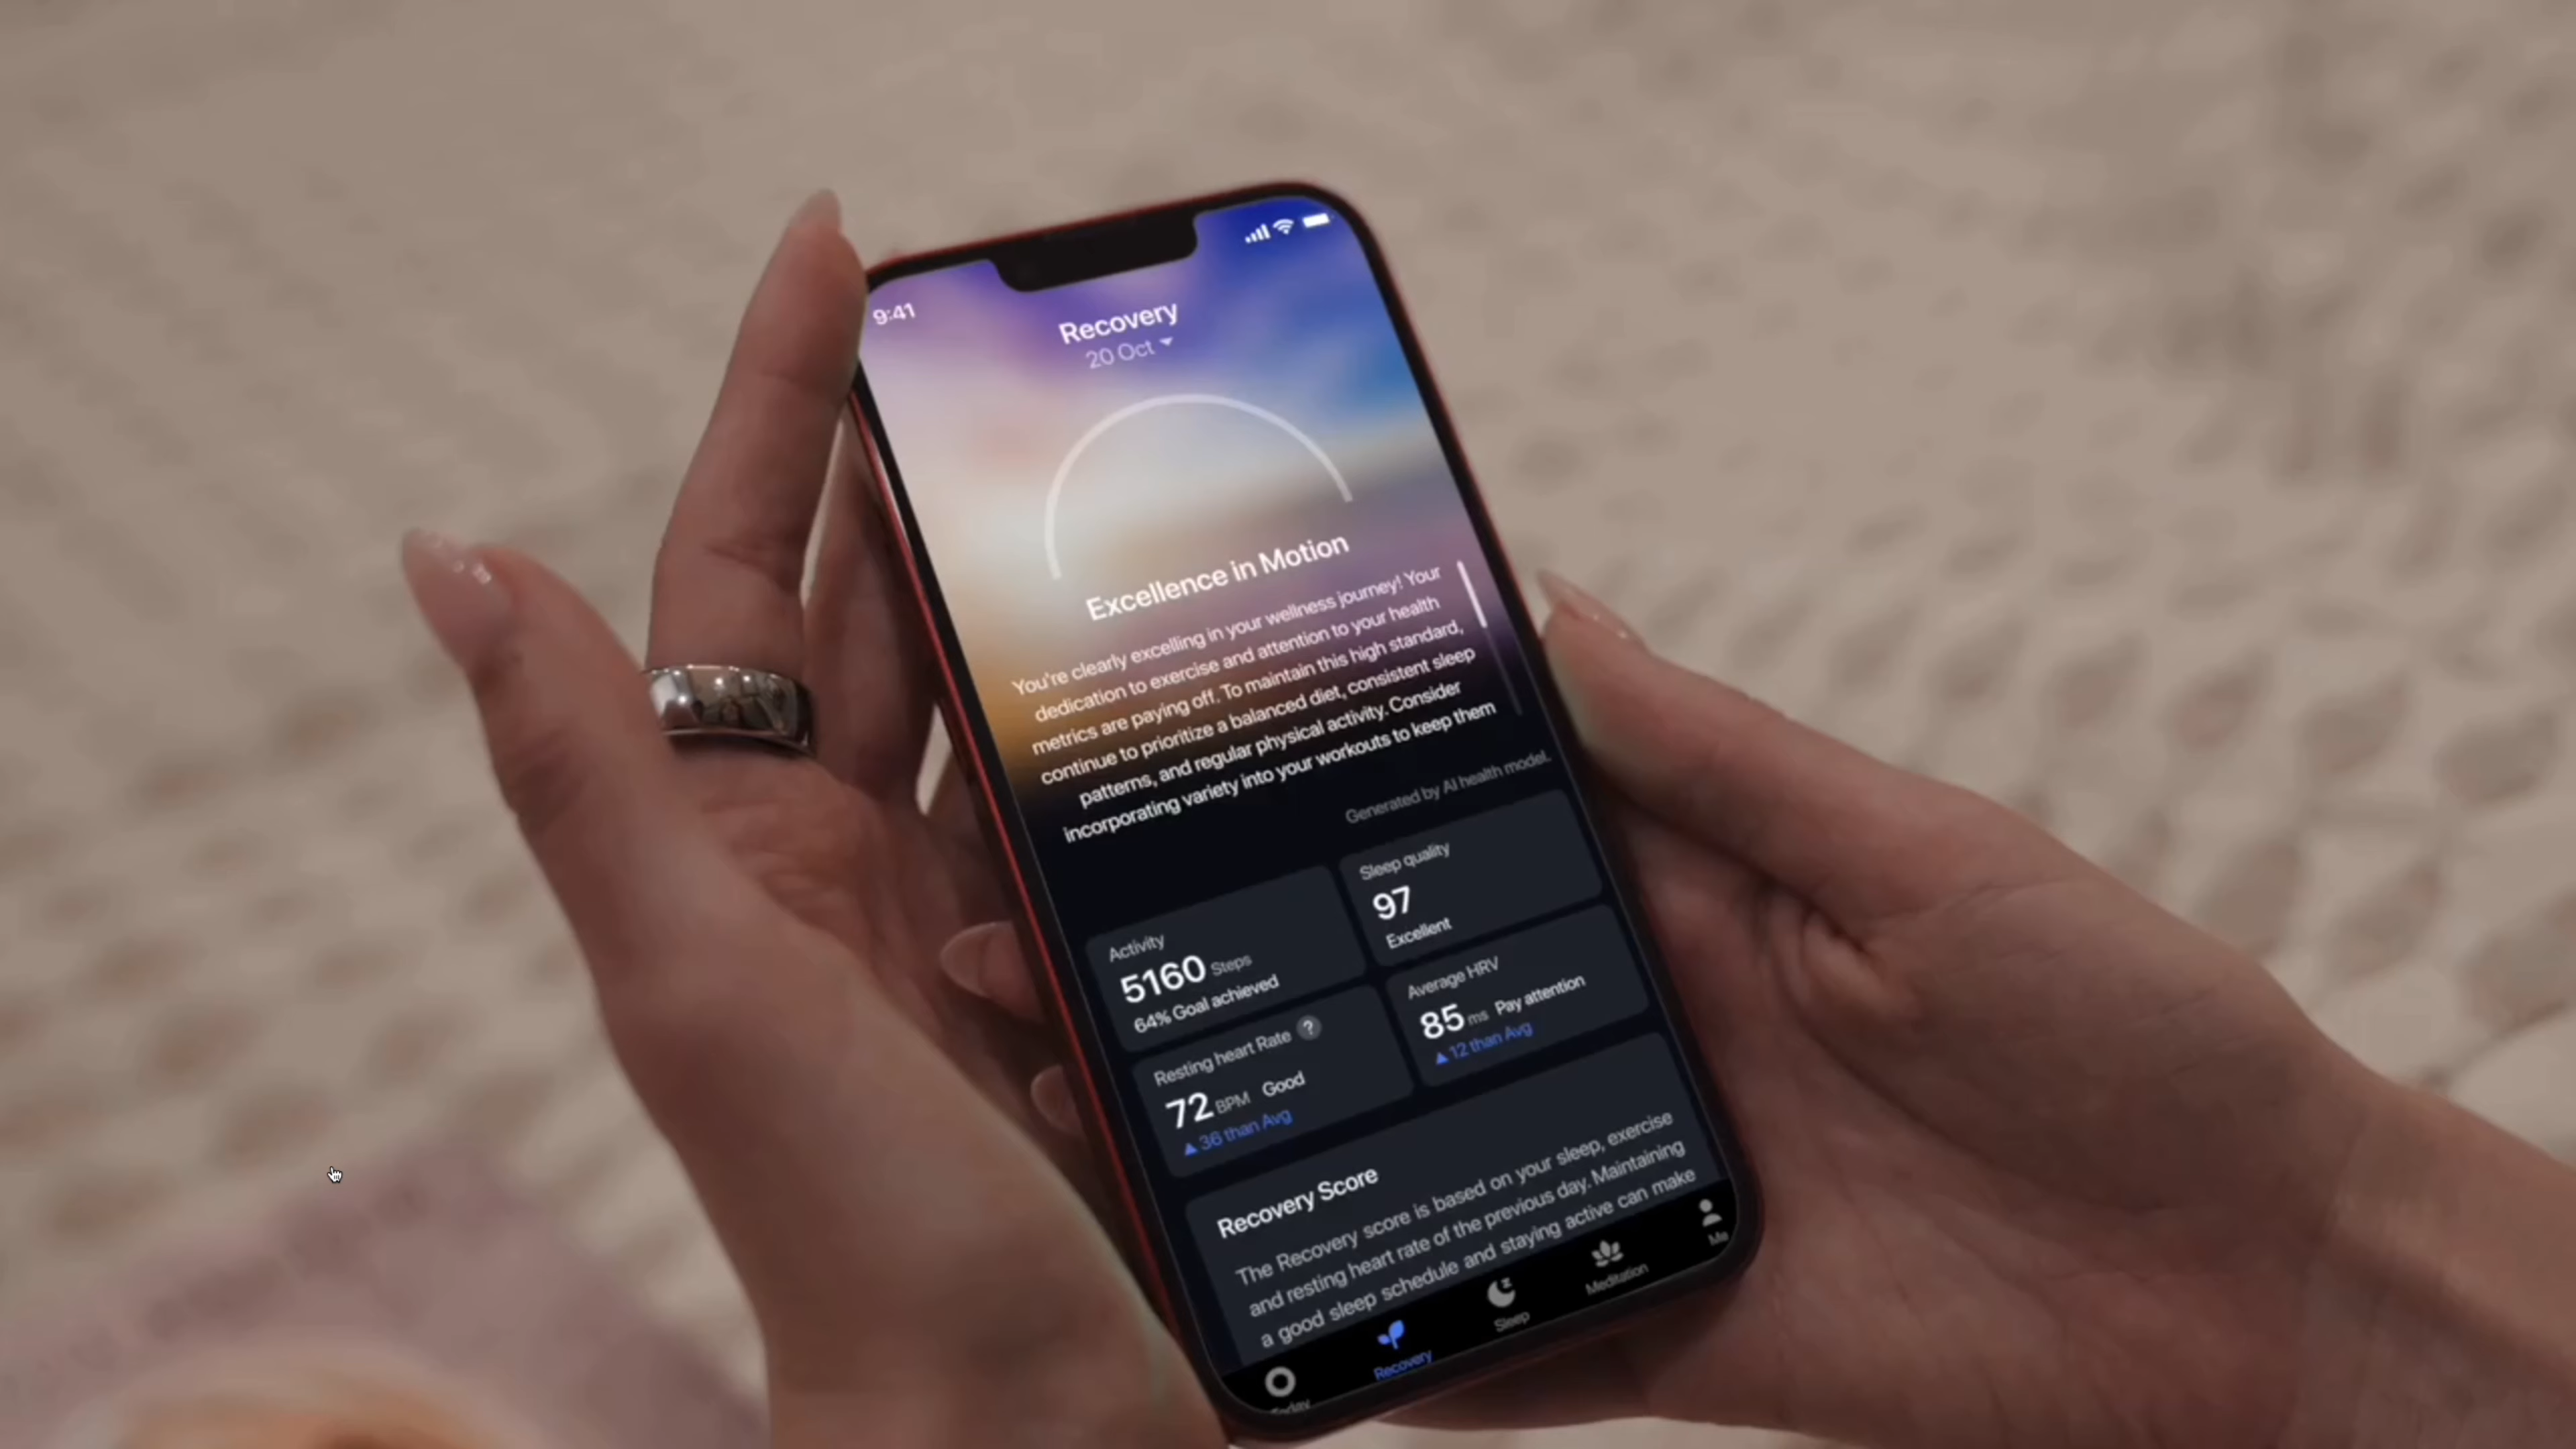 9:41
Recovery
20 Oct
Excellence in Motion
You're clearly excelling in your wellness journey! Your
dedication to exercise and attention to your health
metrics are paying off. To maintain this high standard,
continue to prioritize a balanced diet, consistent sleep
patterns, and regular physical activity. Consider
incorporating variety into your workouts to keep them
Generated by AI health model.
Activity
5160 Steps
64% Goal achieved
Sleep quality
97
Excellent
Resting heart Rate ?
72 BPM Good
▲ 36 than Avg
Average HRV
85 ms Pay attention
▲ 12 than Avg
Recovery Score
The Recovery score is based on your sleep, exercise
and resting heart rate of the previous day. Maintaining
a good sleep schedule and staying active can make
Today
Recovery
Sleep
Meditation
Me